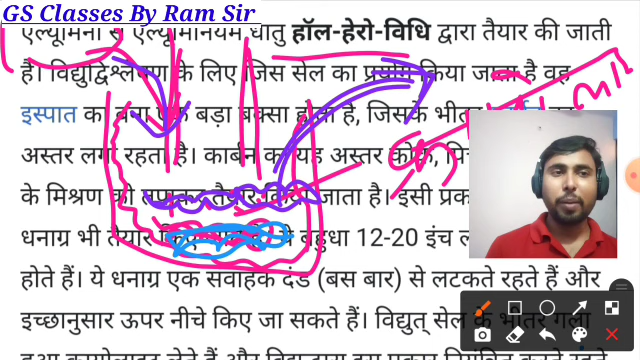 GS Classes By Ram Sir
एल्यूमिना से एल्यूमिनियम धातु हॉल-हेरो-विधि द्वारा तैयार की जाती
है। विद्युद्विश्लेषण के लिए जिस सेल का प्रयोग किया जाता है वह
इस्पात का बना एक बड़ा बक्सा होता है, जिसके भीतर
अस्तर लगा रहता है। कार्बन का यह अस्तर कोक,
के मिश्रण को तैयार किया जाता है। इसी
धनाग्र भी तैयार किए बहुधा 12-20 इंच
होते हैं। ये धनाग्र एक संवाहक दंड (बस बार) से लटकते रहते हैं और
इच्छानुसार ऊपर नीचे किए जा सकते हैं। विद्युत् सेल के भीतर गला
हुआ क्रायोलाइट लेते हैं और